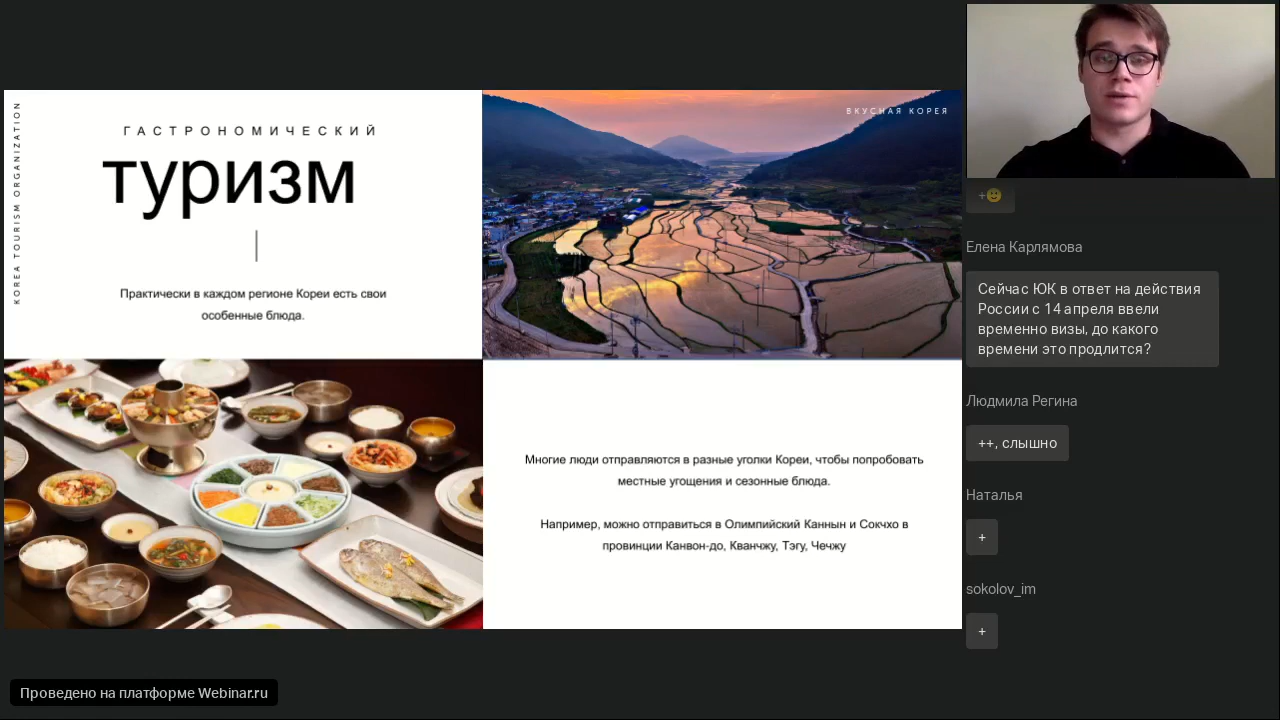 KOREA TOURISM ORGANIZATION
ГАСТРОНОМИЧЕСКИЙ
туризм
Практически в каждом регионе Кореи есть свои
особенные блюда.
ВКУСНАЯ КОРЕЯ
Многие люди отправляются в разные уголки Кореи, чтобы попробовать
местные угощения и сезонные блюда.
Например, можно отправиться в Олимпийский Каннын и Сокчхо в
провинции Канвон-до, Кванчжу, Тэгу, Чечжу
+🙂
Елена Карлямова
Сейчас ЮК в ответ на действия
России с 14 апреля ввели
временно визы, до какого
времени это продлится?
Людмила Регина
++, слышно
Наталья
+
sokolov_im
+
Проведено на платформе Webinar.ru